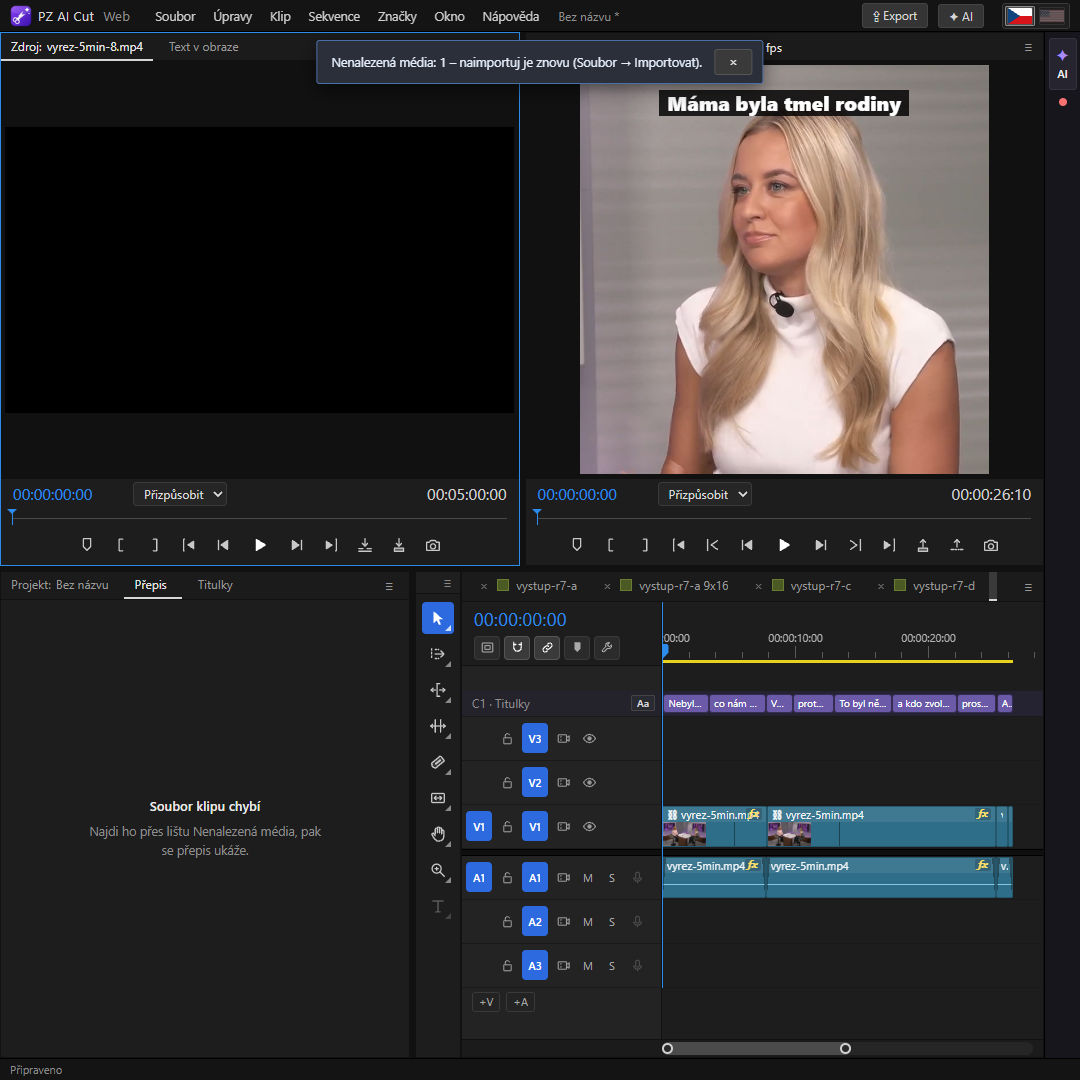 PZ AI Cut Web Soubor Úpravy Klip Sekvence Značky Okno Nápověda Bez názvu * Export AI
Zdroj: vyrez-5min-8.mp4 Text v obraze
fps
Nenalezená média: 1 – naimportuj je znovu (Soubor → Importovat). ×
AI
Máma byla tmel rodiny
00:00:00:00 Přizpůsobit 00:05:00:00
00:00:00:00 Přizpůsobit 00:00:26:10
Projekt: Bez názvu Přepis Titulky
× vystup-r7-a × vystup-r7-a 9x16 × vystup-r7-c × vystup-r7-d
00:00:00:00
:00:00 00:00:10:00 00:00:20:00
C1 · Titulky Aa Nebyl... co nám ... V... prot... To byl ně... a kdo zvol... pros... A.
V3
V2
V1 V1 vyrez-5min.mp4 fx vyrez-5min.mp4 fx
A1 A1 M S vyrez-5min.mp4 fx vyrez-5min.mp4 fx v.
A2 M S
A3 M S
+V +A
Soubor klipu chybí
Najdi ho přes lištu Nenalezená média, pak
se přepis ukáže.
Připraveno